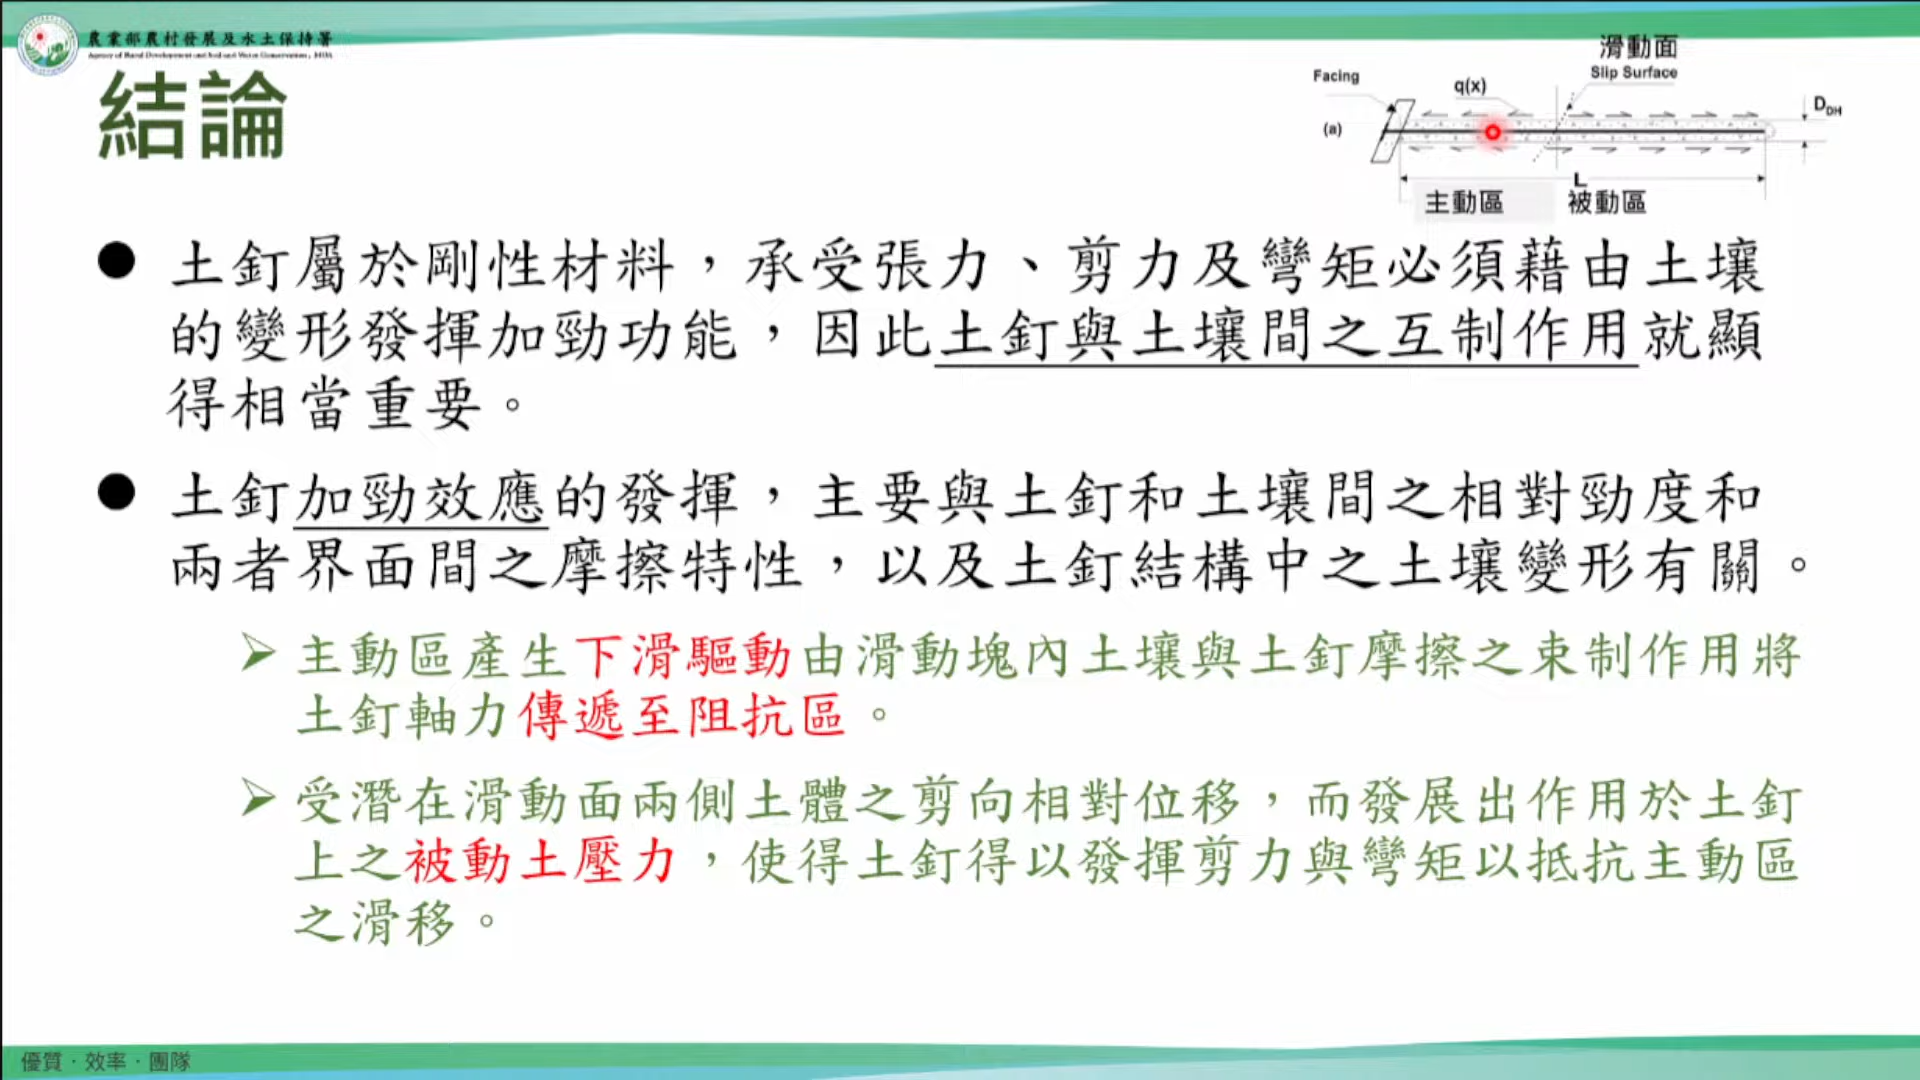 農業部農村發展及水土保持署
Agency of Rural Development and Soil and Water Conservation, MOA
結論
滑動面
Slip Surface
Facing
q(x)
DDH
(a)
L
主動區
被動區
● 土釘屬於剛性材料，承受張力、剪力及彎矩必須藉由土壤
的變形發揮加勁功能，因此土釘與土壤間之互制作用就顯
得相當重要。
● 土釘加勁效應的發揮，主要與土釘和土壤間之相對勁度和
兩者界面間之摩擦特性，以及土釘結構中之土壤變形有關。
➢ 主動區產生下滑驅動由滑動塊內土壤與土釘摩擦之束制作用將
土釘軸力傳遞至阻抗區。
➢ 受潛在滑動面兩側土體之剪向相對位移，而發展出作用於土釘
上之被動土壓力，使得土釘得以發揮剪力與彎矩以抵抗主動區
之滑移。
優質．效率．團隊